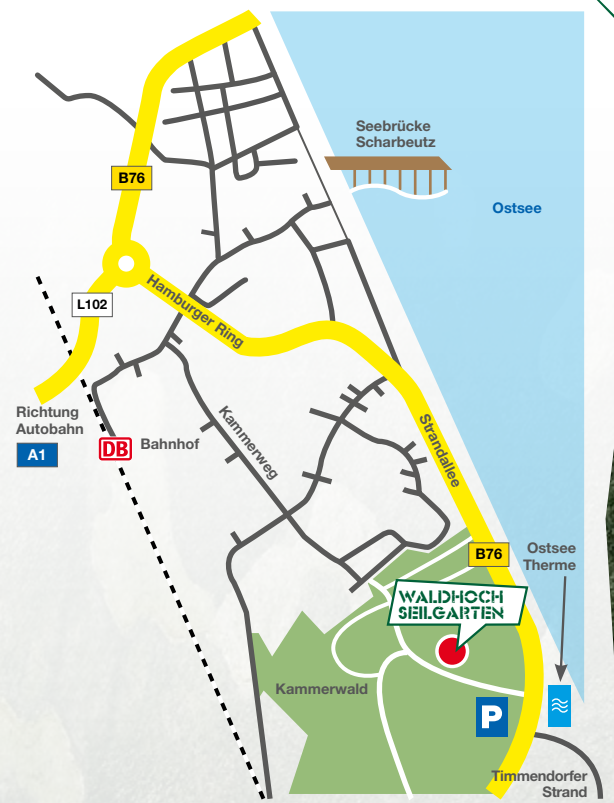 Seebrücke
Scharbeutz
B76
Ostsee
L102
Hamburger Ring
Richtung
Autobahn
A1
DB
Bahnhof
Kammerweg
Strandallee
B76
Ostsee
Therme
WALDHOCH
SEILGARTEN
Kammerwald
P
Timmendorfer
Strand